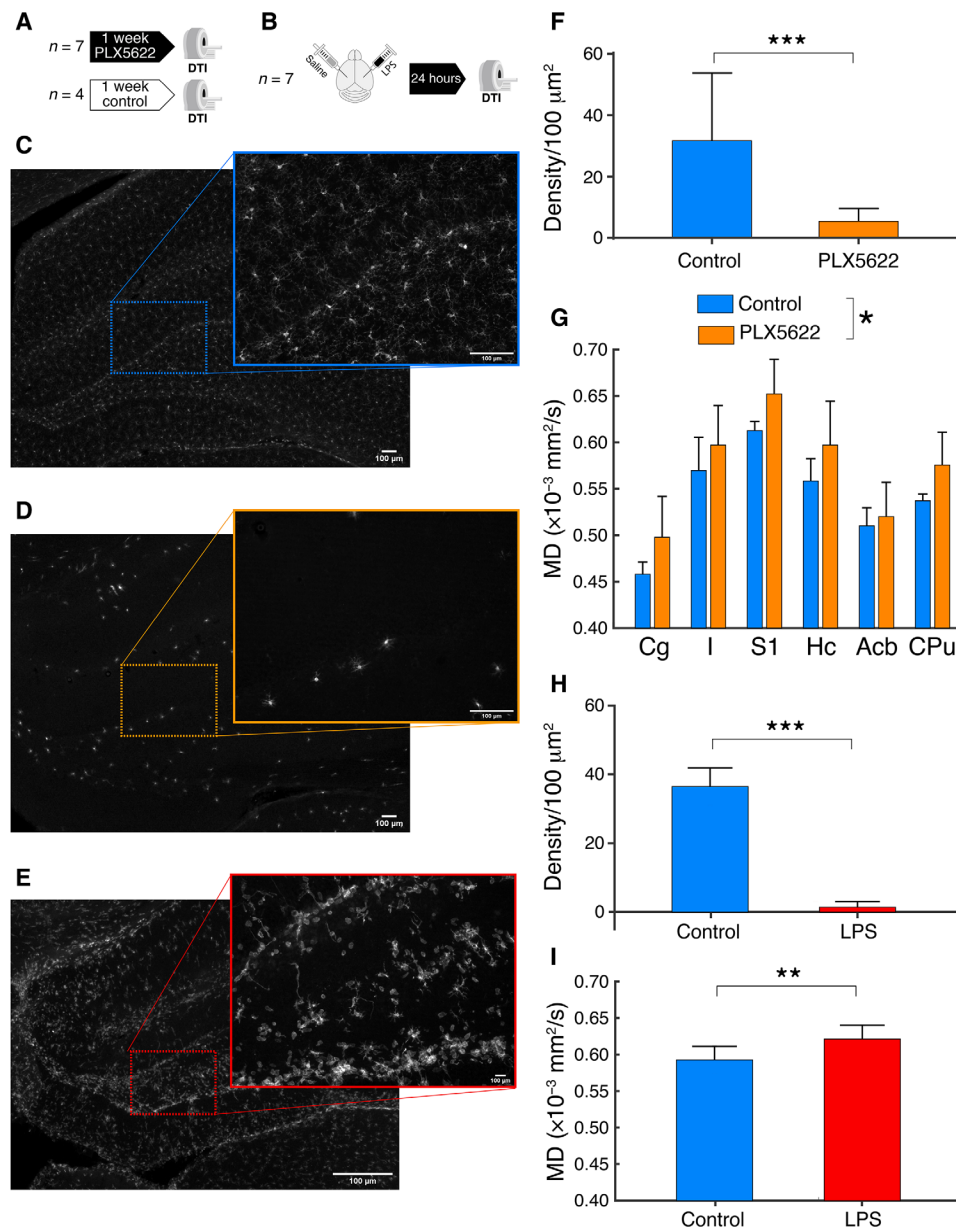 A
n = 7
1 week
PLX5622
DTI
n = 4
1 week
control
DTI
B
n = 7
Saline
LPS
24 hours
DTI
C
100 μm
100 μm
D
100 μm
100 μm
E
100 μm
100 μm
F
***
Density/100 μm²
60
40
20
0
Control
PLX5622
G
Control
PLX5622
*
MD (×10⁻³ mm²/s)
0.70
0.65
0.60
0.55
0.50
0.45
0.40
Cg
I
S1
Hc
Acb
CPu
H
***
Density/100 μm²
60
40
20
0
Control
LPS
I
**
MD (×10⁻³ mm²/s)
0.70
0.65
0.60
0.55
0.50
0.45
0.40
Control
LPS